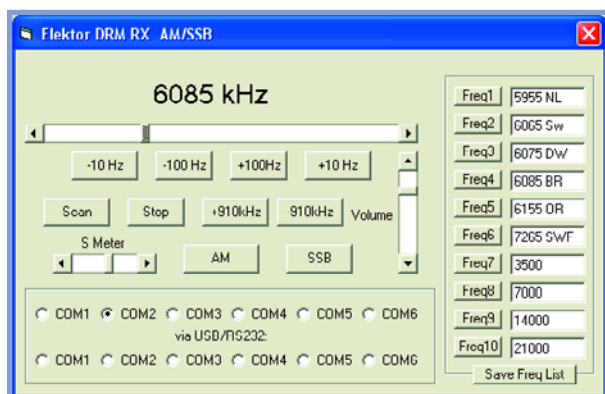 Elektor DRM RX AM/SSB
6085 kHz
-10 Hz -100 Hz +100Hz +10 Hz
Scan Stop +910kHz 910kHz Volume
S Meter
AM SSB
COM1 COM2 COM3 COM4 COM5 COM6
via USB/RS232:
COM1 COM2 COM3 COM4 COM5 COM6
Freq1 5955 NL
Freq2 6065 Sw
Freq3 6075 DW
Freq4 6085 BR
Freq5 6155 OR
Freq6 7265 SWF
Freq7 3500
Freq8 7000
Freq9 14000
Freq10 21000
Save Freq List